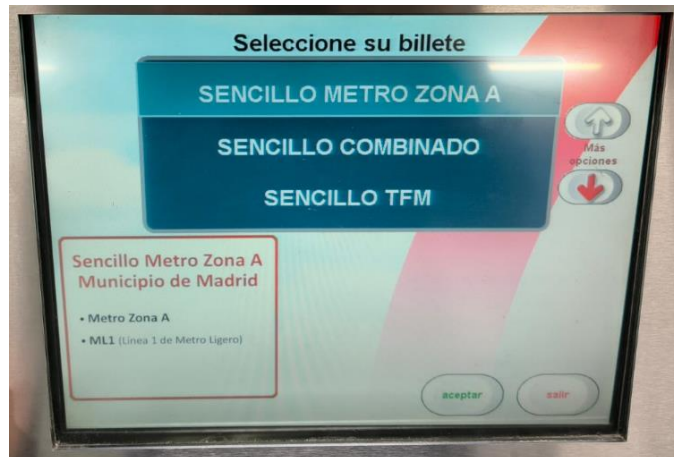 Seleccione su billete
SENCILLO METRO ZONA A
SENCILLO COMBINADO
SENCILLO TFM
Más
opciones
Sencillo Metro Zona A
Municipio de Madrid
• Metro Zona A
• ML1 (Línea 1 de Metro Ligero)
aceptar
salir